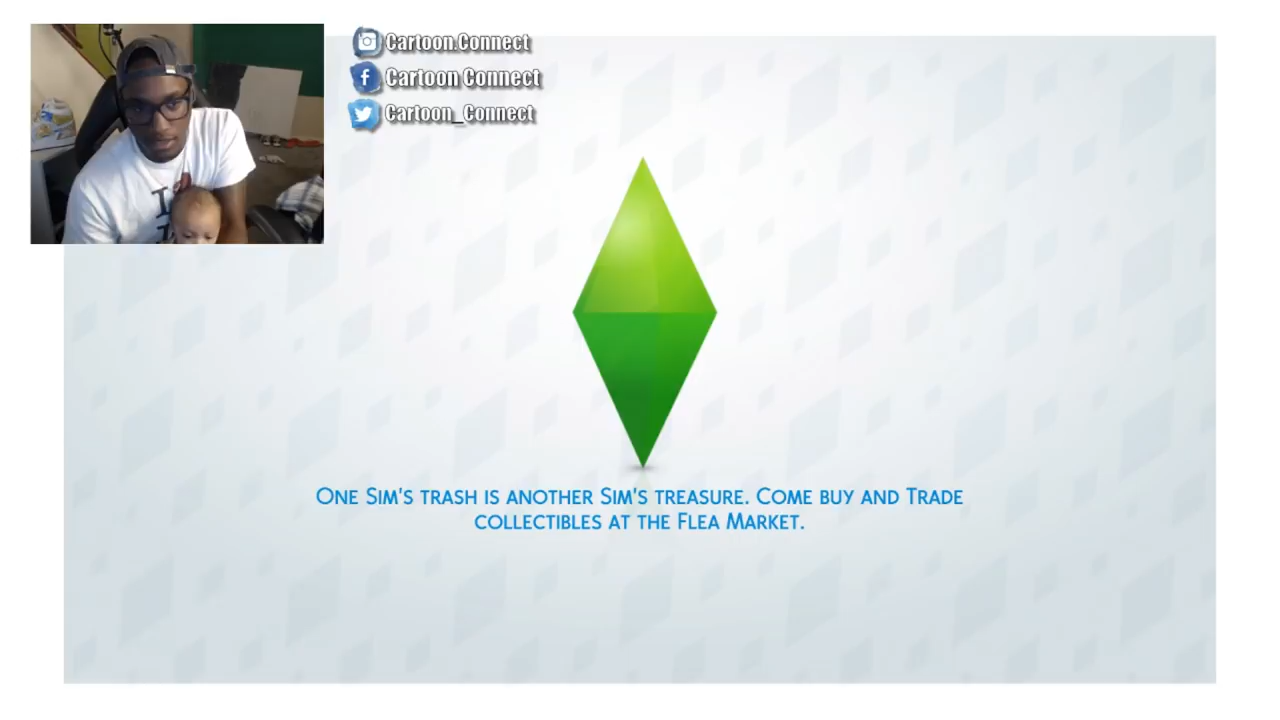 Cartoon.Connect
Cartoon Connect
Cartoon_Connect
One Sim's trash is another Sim's treasure. Come buy and Trade
collectibles at the Flea Market.